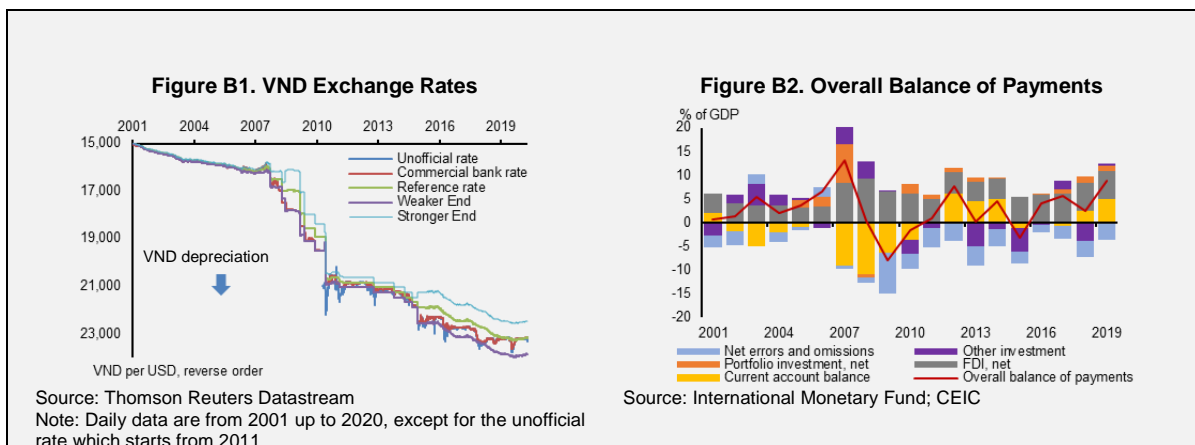 Figure B1. VND Exchange Rates
2001 2004 2007 2010 2013 2016 2019
15,000
17,000
19,000
21,000
23,000
Unofficial rate
Commercial bank rate
Reference rate
Weaker End
Stronger End
VND depreciation
VND per USD, reverse order
Source: Thomson Reuters Datastream
Note: Daily data are from 2001 up to 2020, except for the unofficial
rate which starts from 2011.
Figure B2. Overall Balance of Payments
% of GDP
20
15
10
5
0
-5
-10
-15
-20
2001 2004 2007 2010 2013 2016 2019
Net errors and omissions Other investment
Portfolio investment, net FDI, net
Current account balance Overall balance of payments
Source: International Monetary Fund; CEIC